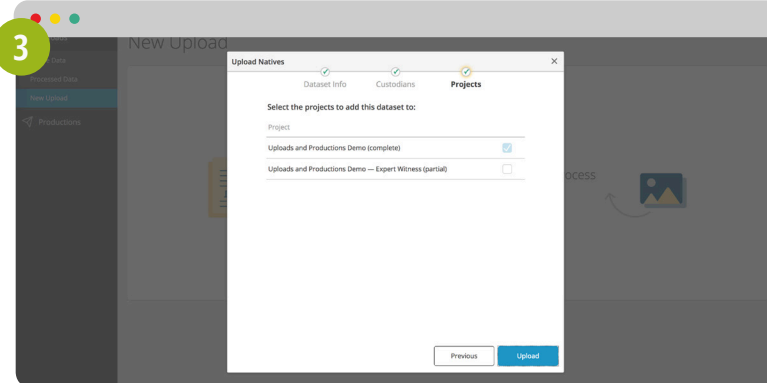 3
New Upload
Data
Processed Data
New Upload
Productions
Upload Natives
Dataset Info Custodians Projects
Select the projects to add this dataset to:
Project
Uploads and Productions Demo (complete)
Uploads and Productions Demo — Expert Witness (partial)
Previous Upload